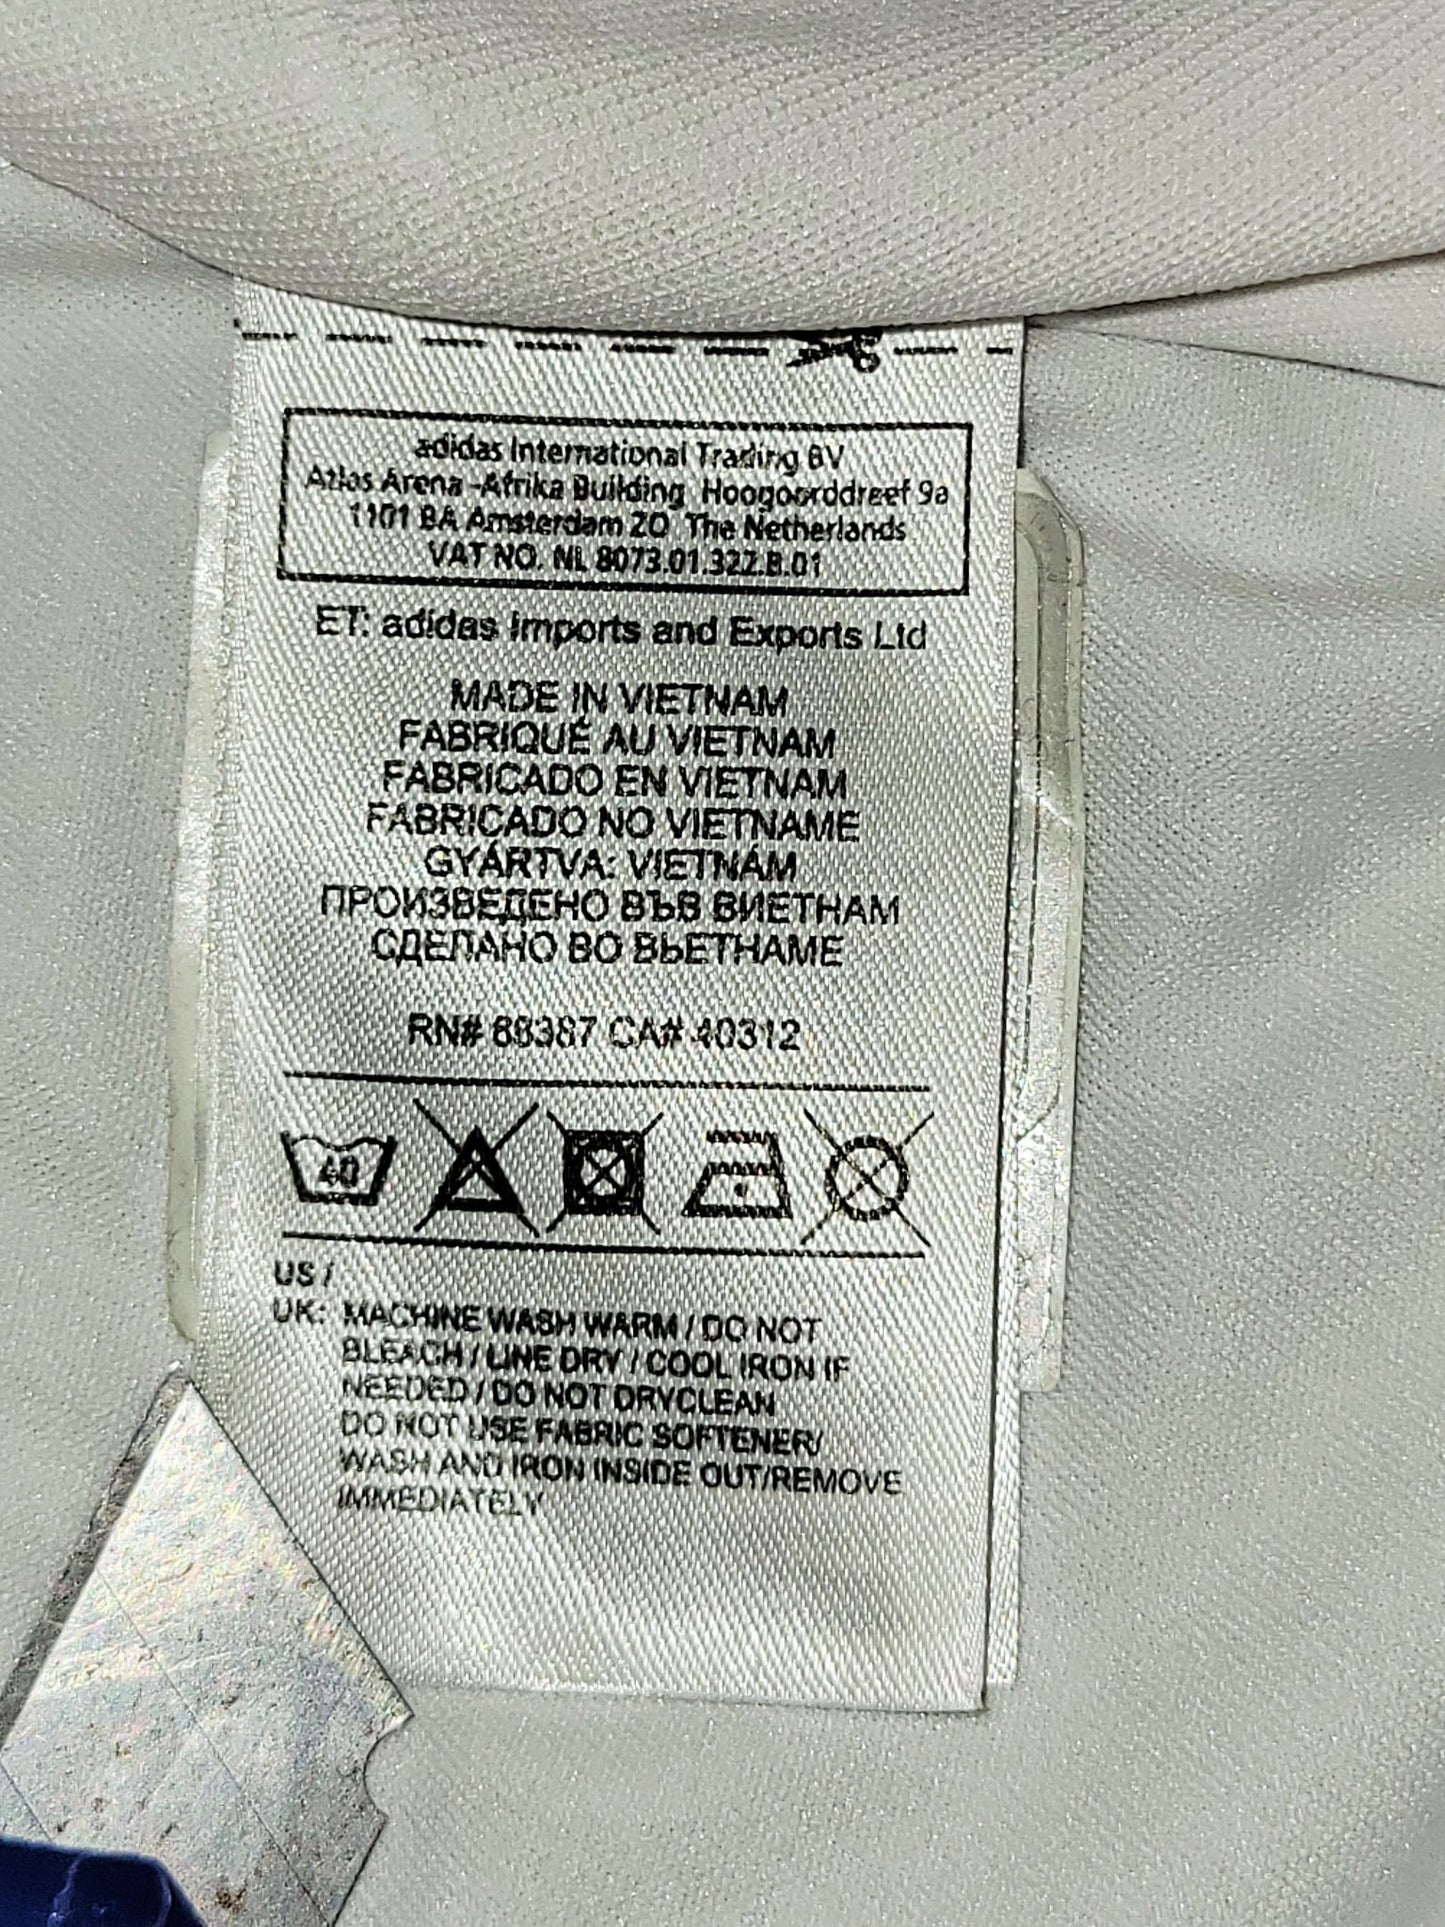 adidas International Trading BV
Atlas Arena -Afrika Building Hoogoorddreef 9a
1101 BA Amsterdam ZO The Netherlands
VAT NO. NL 8073.01.322.B.01
ET: adidas Imports and Exports Ltd
MADE IN VIETNAM
FABRIQUÉ AU VIETNAM
FABRICADO EN VIETNAM
FABRICADO NO VIETNAME
GYÁRTVA: VIETNÁM
ПРОИЗВЕДЕНО ВЪВ ВИЕТНАМ
СДЕЛАНО ВО ВЬЕТНАМЕ
RN# 88387 CA# 40312
40
US /
UK: MACHINE WASH WARM / DO NOT
BLEACH / LINE DRY / COOL IRON IF
NEEDED / DO NOT DRYCLEAN
DO NOT USE FABRIC SOFTENER/
WASH AND IRON INSIDE OUT/REMOVE
IMMEDIATELY